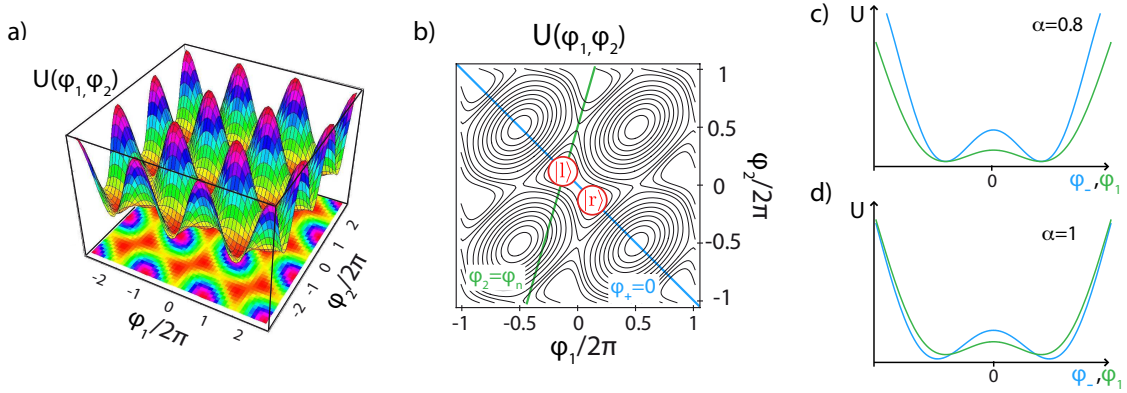 a)
U(φ₁,φ₂)
-2
-1
0
1
2
φ₁/2π
-2
-1
0
1
2
φ₂/2π
b)
U(φ₁,φ₂)
1
0.5
0
-0.5
-1
φ₂/2π
|l⟩
|r⟩
φ₂=φₙ
φ₊=0
-1
-0.5
0
0.5
1
φ₁/2π
c)
U
α=0.8
0
φ₋,φ₁
d)
U
α=1
0
φ₋,φ₁